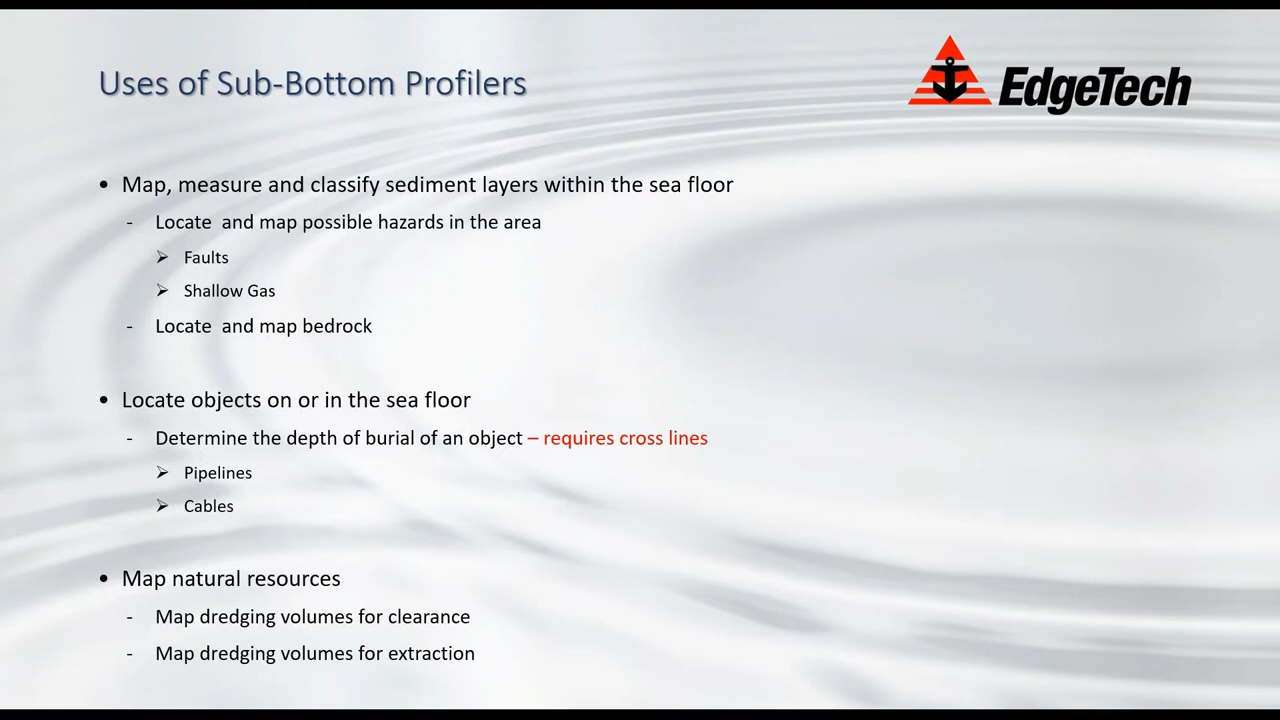 Uses of Sub-Bottom Profilers
EdgeTech
• Map, measure and classify sediment layers within the sea floor
- Locate  and map possible hazards in the area
➢ Faults
➢ Shallow Gas
- Locate  and map bedrock
• Locate objects on or in the sea floor
- Determine the depth of burial of an object – requires cross lines
➢ Pipelines
➢ Cables
• Map natural resources
- Map dredging volumes for clearance
- Map dredging volumes for extraction